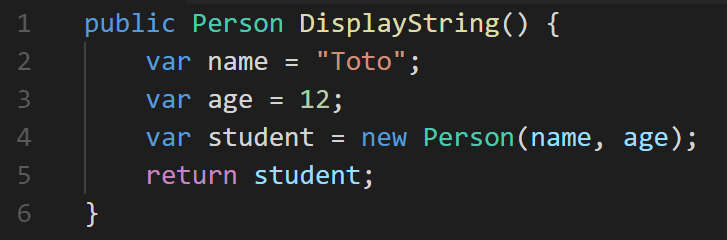 1 public Person DisplayString() {
2 var name = "Toto";
3 var age = 12;
4 var student = new Person(name, age);
5 return student;
6 }